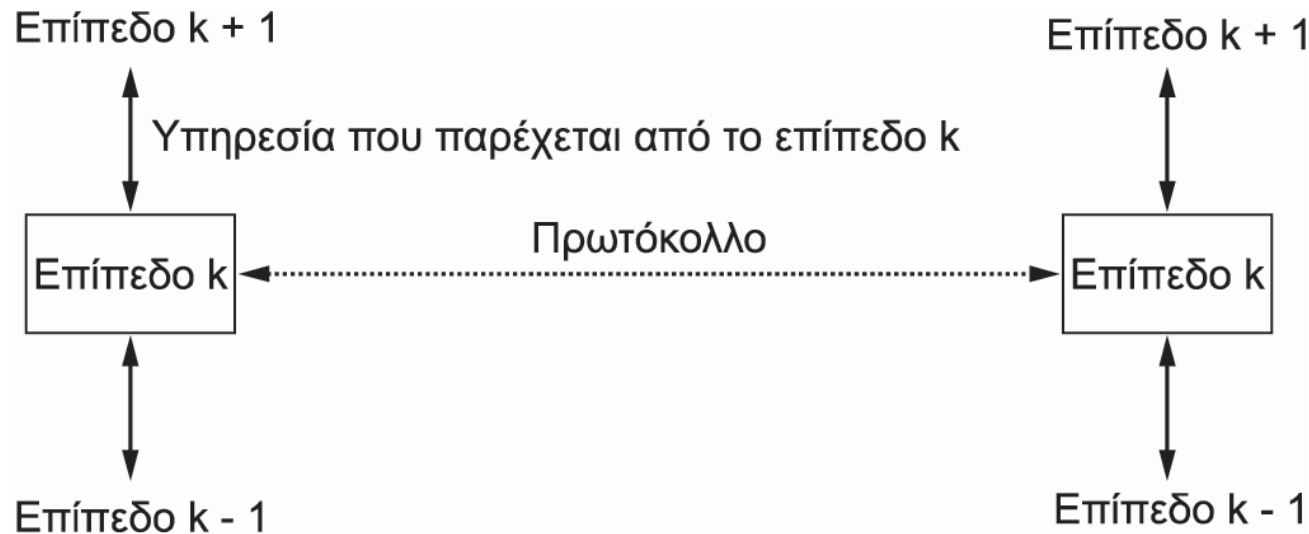 Επίπεδο k + 1
Επίπεδο k + 1
Υπηρεσία που παρέχεται από το επίπεδο k
Πρωτόκολλο
Επίπεδο k
Επίπεδο k
Επίπεδο k - 1
Επίπεδο k - 1